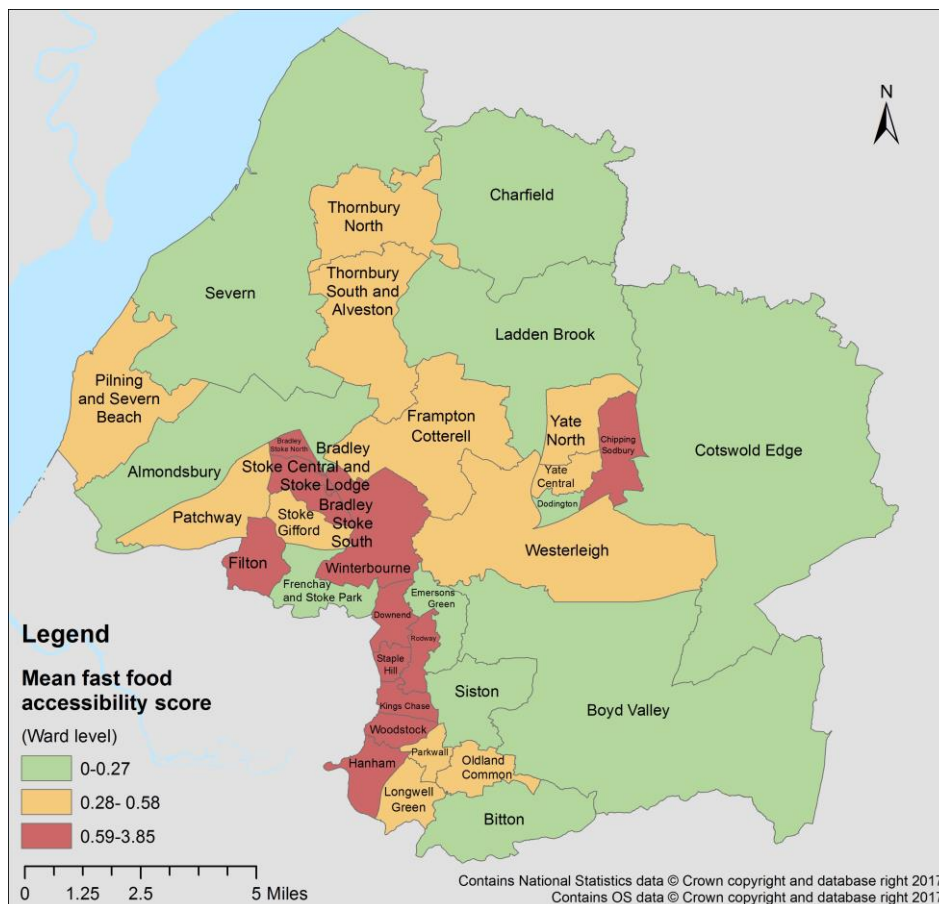 N
Charfield
Thornbury
North
Thornbury
South and
Alveston
Severn
Ladden Brook
Pilning
and Severn
Beach
Frampton
Cotterell
Yate
North
Chipping
Sodbury
Cotswold Edge
Bradley
Stoke North
Bradley
Stoke Central and
Stoke Lodge
Almondsbury
Yate
Central
Dodington
Bradley
Stoke
South
Patchway
Stoke
Gifford
Westerleigh
Filton
Winterbourne
Frenchay
and Stoke Park
Emersons
Green
Downend
Rodway
Staple
Hill
Siston
Kings Chase
Boyd Valley
Woodstock
Parkwall
Oldland
Common
Hanham
Longwell
Green
Bitton
Legend
Mean fast food
accessibility score
(Ward level)
0-0.27
0.28- 0.58
0.59-3.85
0 1.25 2.5 5 Miles
Contains National Statistics data © Crown copyright and database right 2017
Contains OS data © Crown copyright and database right 2017